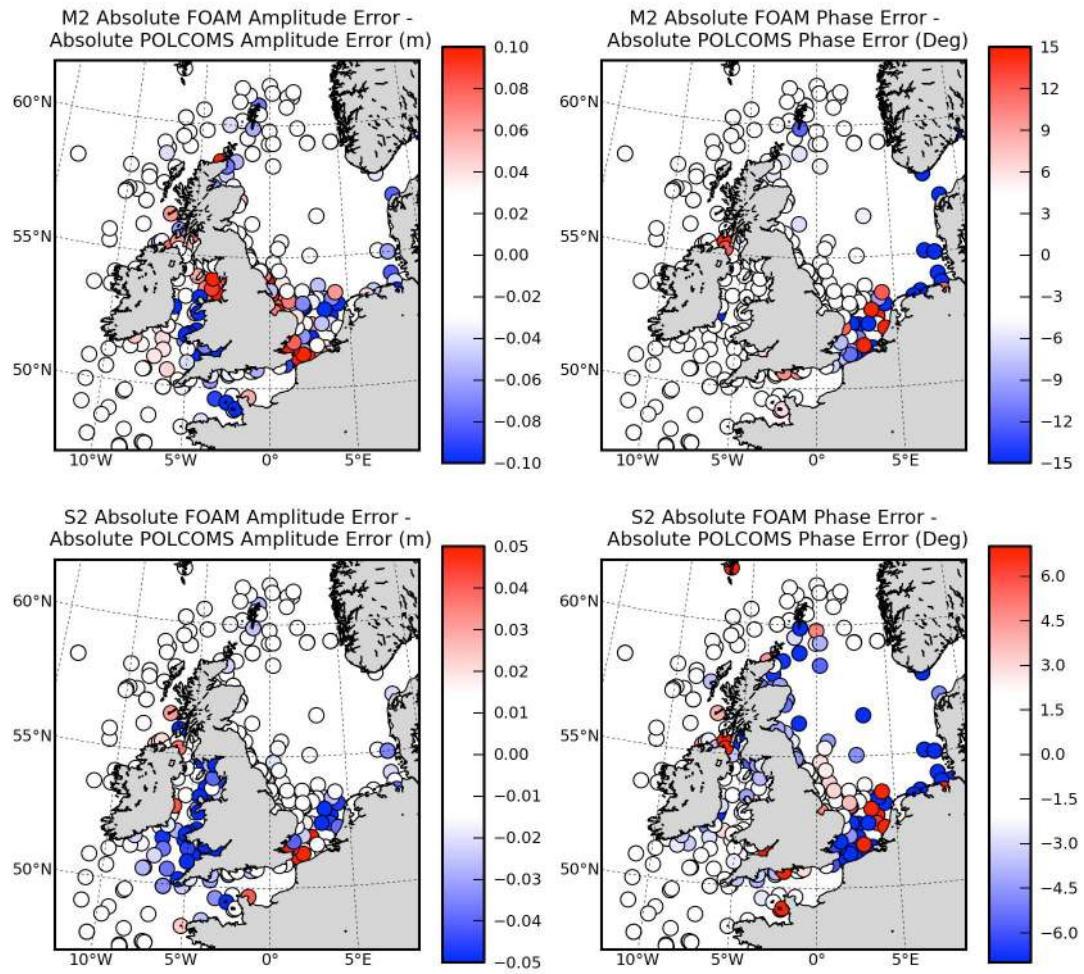 M2 Absolute FOAM Amplitude Error -
Absolute POLCOMS Amplitude Error (m)
60°N
55°N
50°N
10°W 5°W 0°E 5°E
0.10
0.08
0.06
0.04
0.02
0.00
−0.02
−0.04
−0.06
−0.08
−0.10
M2 Absolute FOAM Phase Error -
Absolute POLCOMS Phase Error (Deg)
60°N
55°N
50°N
10°W 5°W 0°E 5°E
15
12
9
6
3
0
−3
−6
−9
−12
−15
S2 Absolute FOAM Amplitude Error -
Absolute POLCOMS Amplitude Error (m)
60°N
55°N
50°N
10°W 5°W 0°E 5°E
0.05
0.04
0.03
0.02
0.01
0.00
−0.01
−0.02
−0.03
−0.04
−0.05
S2 Absolute FOAM Phase Error -
Absolute POLCOMS Phase Error (Deg)
60°N
55°N
50°N
10°W 5°W 0°E 5°E
6.0
4.5
3.0
1.5
0.0
−1.5
−3.0
−4.5
−6.0